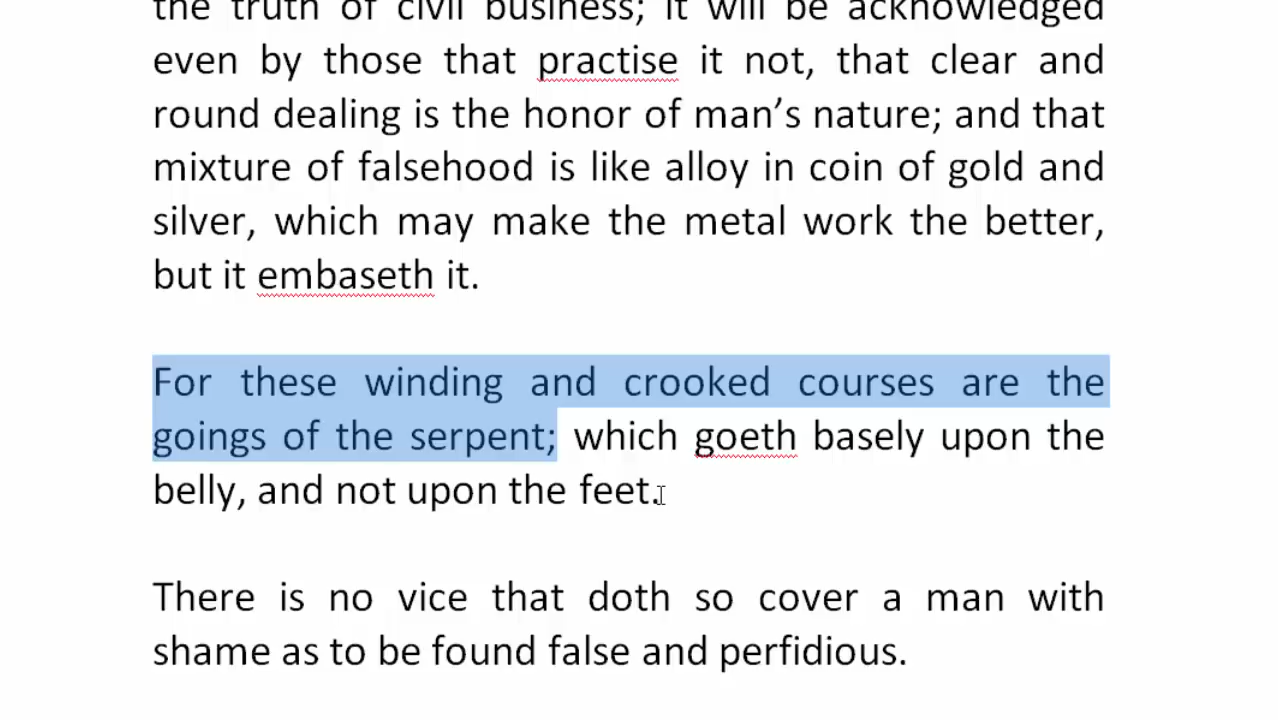 the truth of civil business; it will be acknowledged
even by those that practise it not, that clear and
round dealing is the honor of man’s nature; and that
mixture of falsehood is like alloy in coin of gold and
silver, which may make the metal work the better,
but it embaseth it.
For these winding and crooked courses are the
goings of the serpent; which goeth basely upon the
belly, and not upon the feet.
There is no vice that doth so cover a man with
shame as to be found false and perfidious.